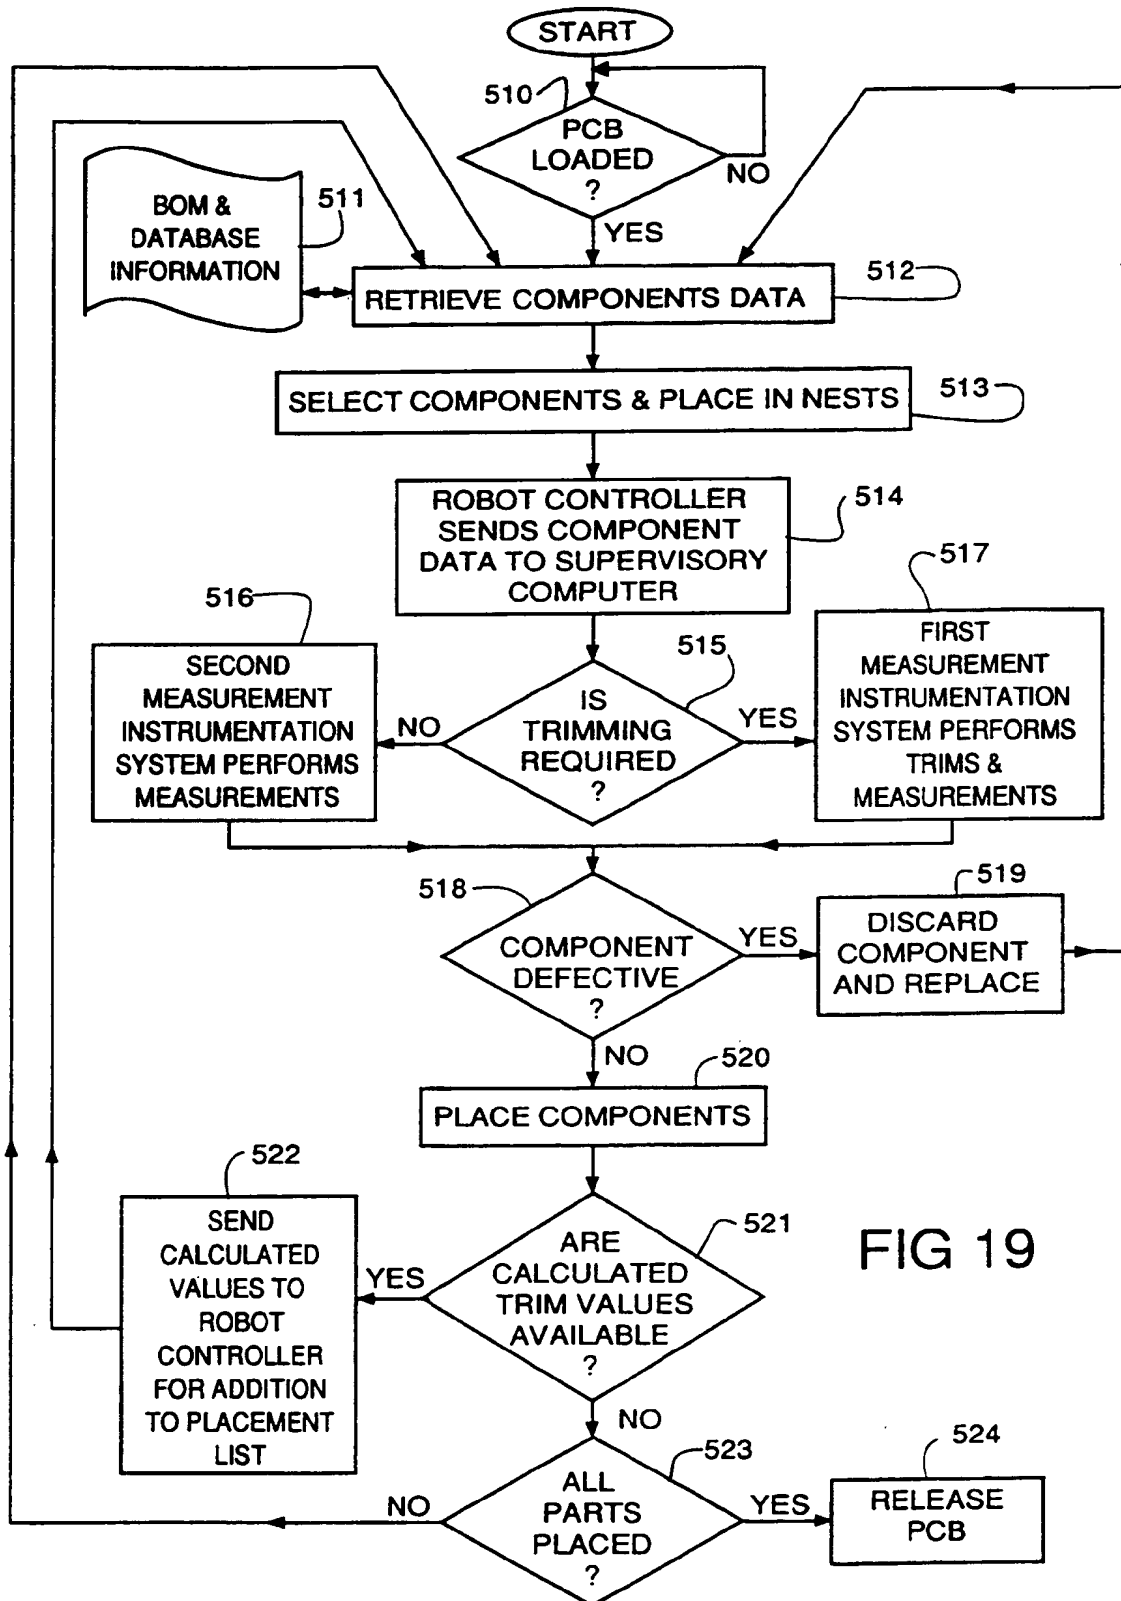 START
510
PCB
LOADED
?
NO
YES
BOM &
DATABASE
INFORMATION
511
RETRIEVE COMPONENTS DATA
512
SELECT COMPONENTS & PLACE IN NESTS
513
ROBOT CONTROLLER
SENDS COMPONENT
DATA TO SUPERVISORY
COMPUTER
514
515
IS
TRIMMING
REQUIRED
?
NO
YES
516
SECOND
MEASUREMENT
INSTRUMENTATION
SYSTEM PERFORMS
MEASUREMENTS
517
FIRST
MEASUREMENT
INSTRUMENTATION
SYSTEM PERFORMS
TRIMS &
MEASUREMENTS
518
COMPONENT
DEFECTIVE
?
YES
NO
519
DISCARD
COMPONENT
AND REPLACE
520
PLACE COMPONENTS
521
ARE
CALCULATED
TRIM VALUES
AVAILABLE
?
YES
NO
522
SEND
CALCULATED
VALUES TO
ROBOT
CONTROLLER
FOR ADDITION
TO PLACEMENT
LIST
FIG 19
523
ALL
PARTS
PLACED
?
NO
YES
524
RELEASE
PCB